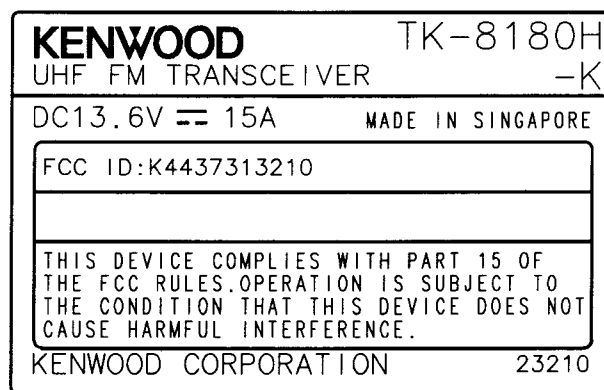 KENWOOD TK-8180H
UHF FM TRANSCEIVER -K
DC13.6V ⎓ 15A MADE IN SINGAPORE
FCC ID:K4437313210
THIS DEVICE COMPLIES WITH PART 15 OF
THE FCC RULES.OPERATION IS SUBJECT TO
THE CONDITION THAT THIS DEVICE DOES NOT
CAUSE HARMFUL INTERFERENCE.
KENWOOD CORPORATION 23210